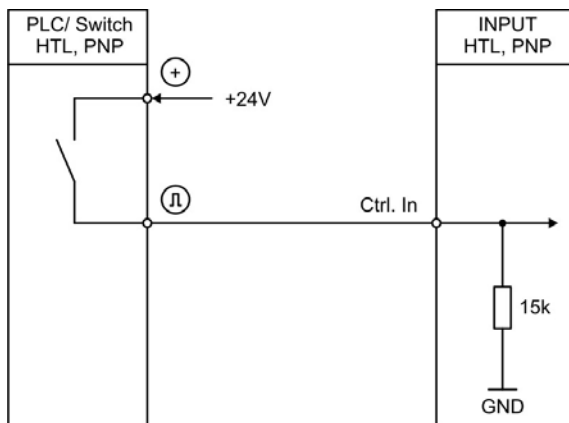 PLC/ Switch
HTL, PNP
INPUT
HTL, PNP
+
+24V
Ctrl. In
15k
GND